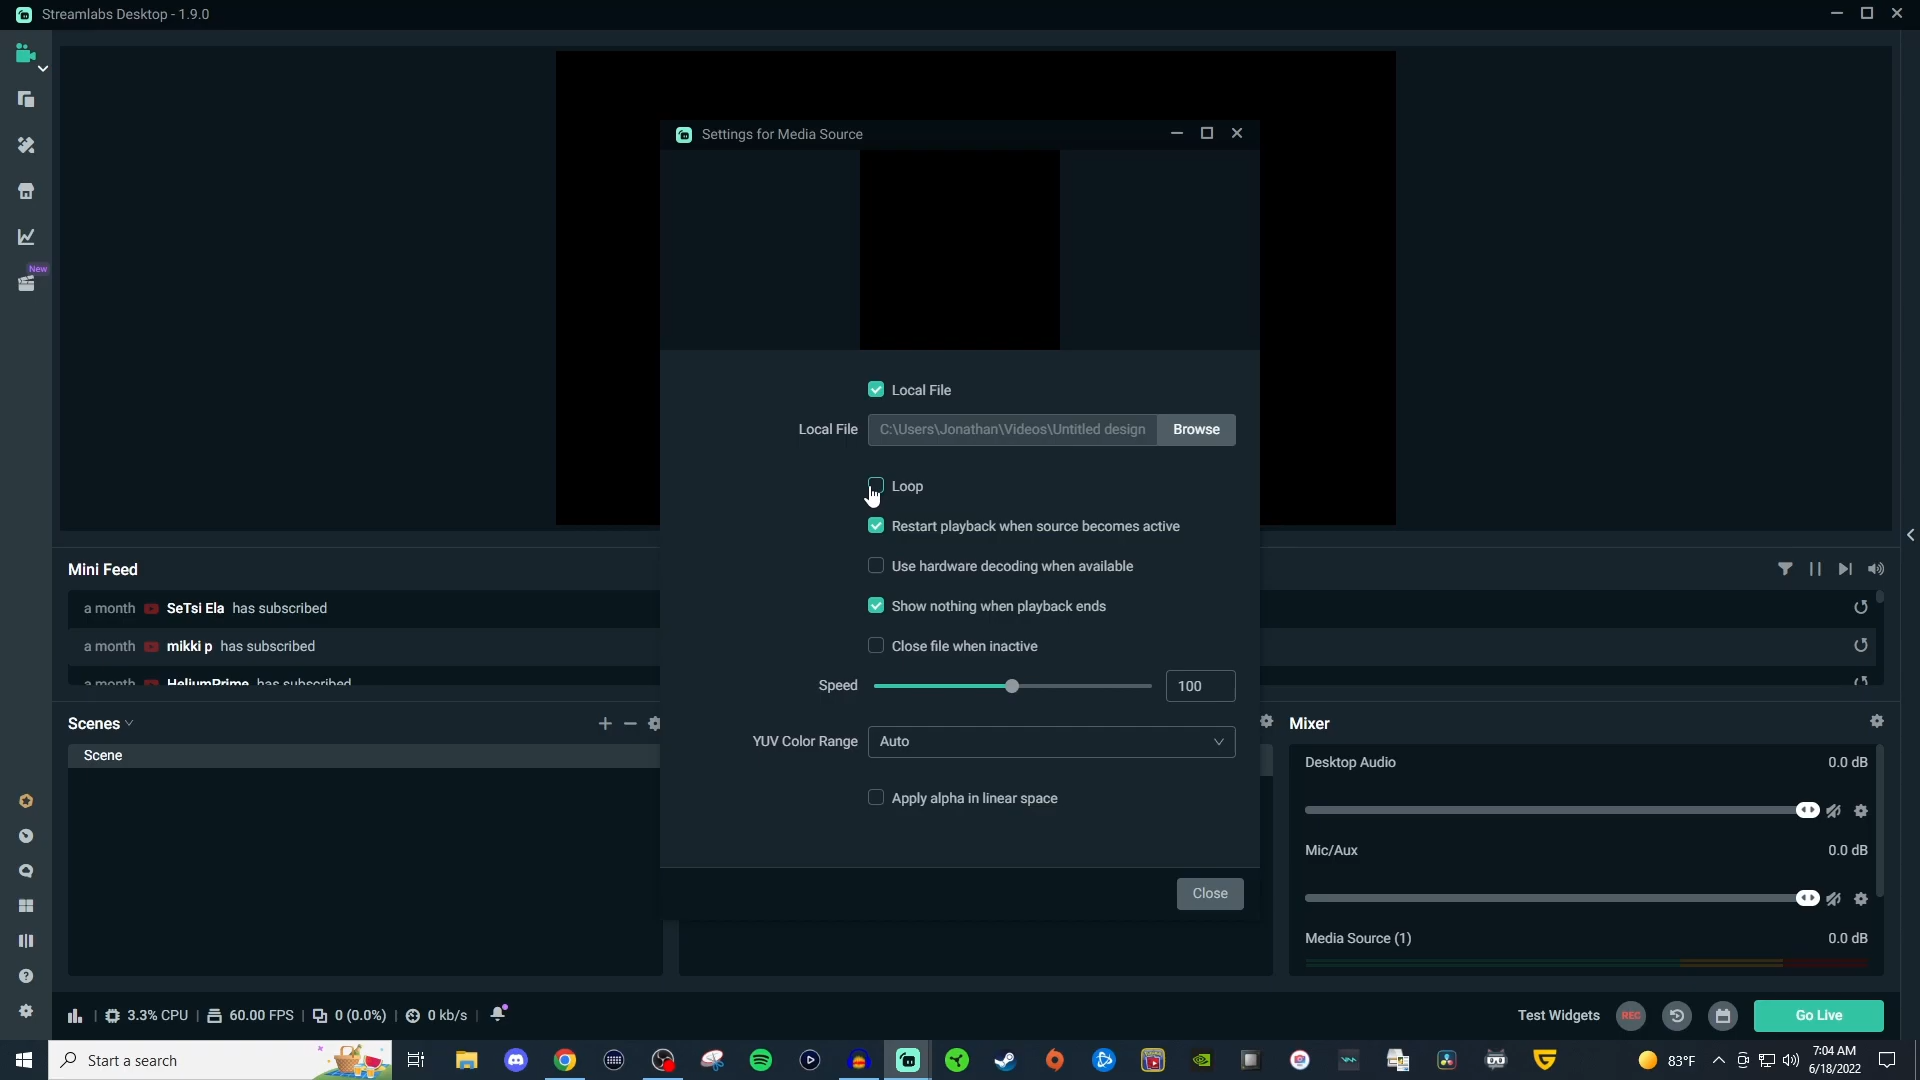 Streamlabs Desktop - 1.9.0
New
Settings for Media Source
Local File
Local File C:\Users\Jonathan\Videos\Untitled design Browse
Loop
Restart playback when source becomes active
Use hardware decoding when available
Show nothing when playback ends
Close file when inactive
Speed 100
YUV Color Range Auto
Apply alpha in linear space
Close
Mini Feed
a month SeTsi Ela has subscribed
a month mikki p has subscribed
a month HeliumPrime has subscribed
Scenes
Scene
Mixer
Desktop Audio 0.0 dB
Mic/Aux 0.0 dB
Media Source (1) 0.0 dB
3.3% CPU 60.00 FPS 0 (0.0%) 0 kb/s
Test Widgets REC Go Live
Start a search
83°F
7:04 AM
6/18/2022